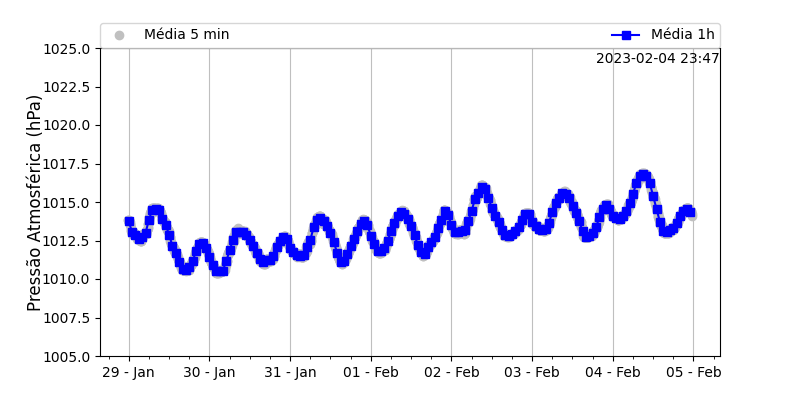 Média 5 min
Média 1h
2023-02-04 23:47
Pressão Atmosférica (hPa)
1025.0
1022.5
1020.0
1017.5
1015.0
1012.5
1010.0
1007.5
1005.0
29 - Jan
30 - Jan
31 - Jan
01 - Feb
02 - Feb
03 - Feb
04 - Feb
05 - Feb